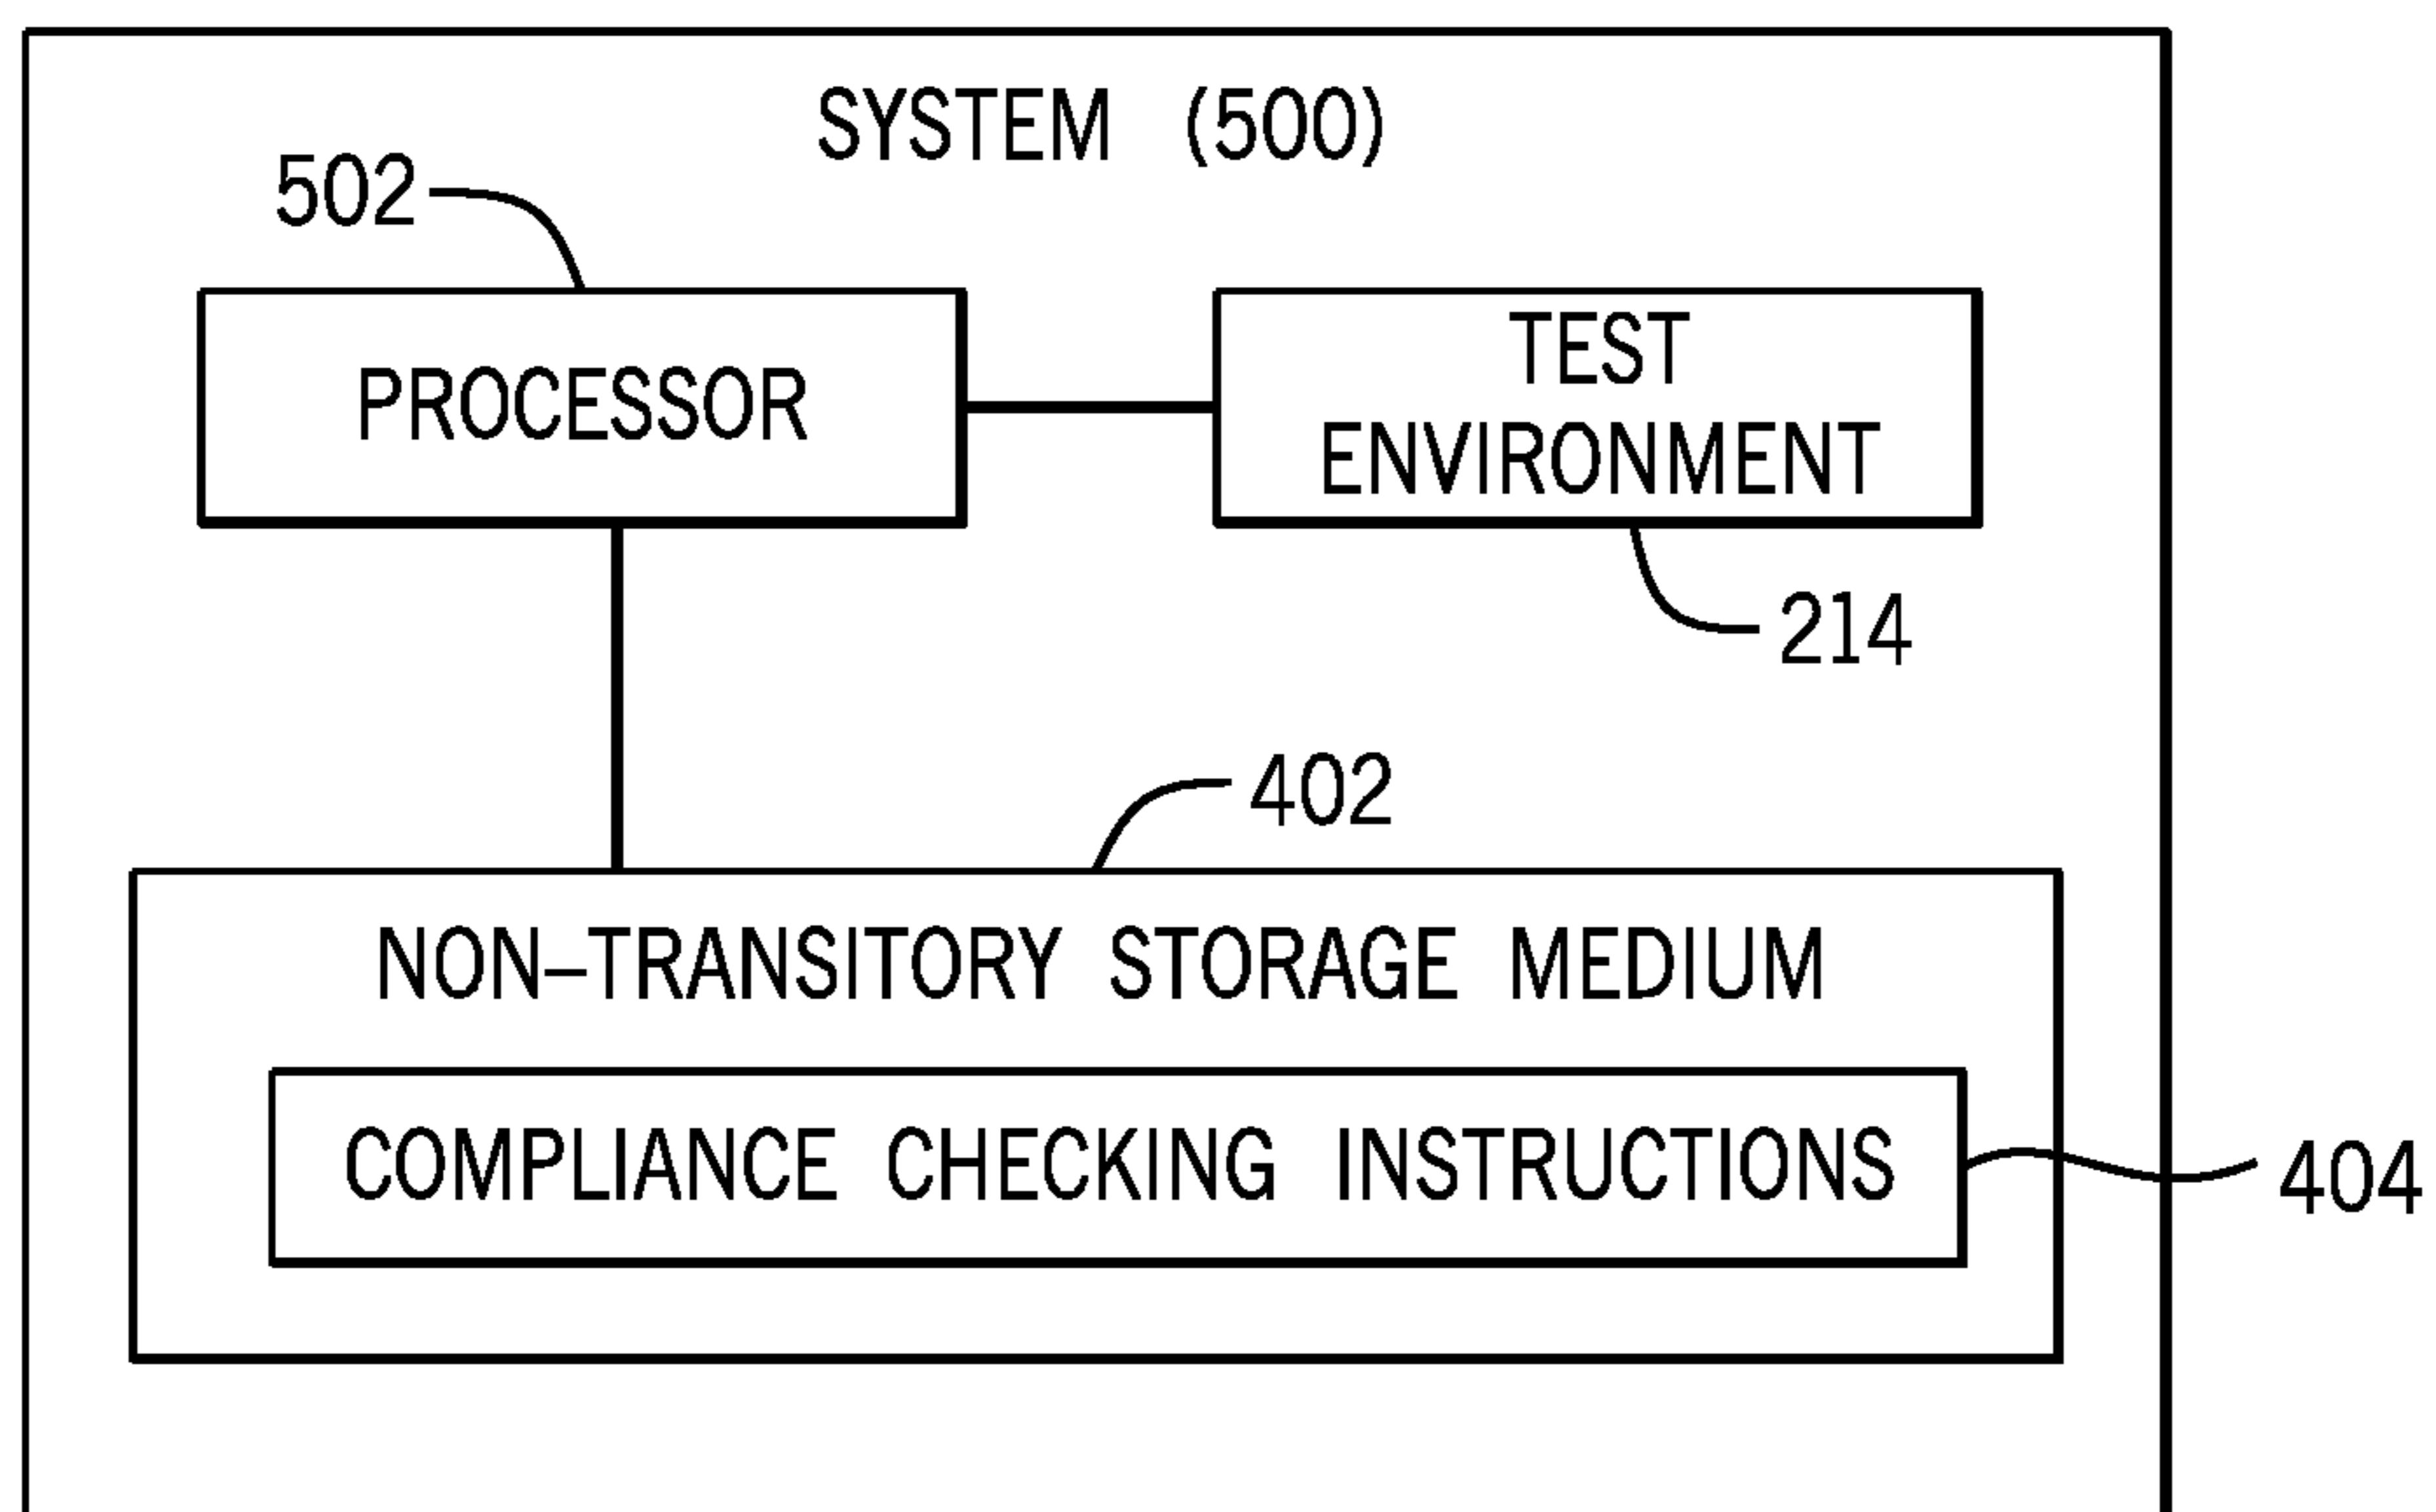 SYSTEM (500)
502
PROCESSOR
TEST
ENVIRONMENT
214
402
NON–TRANSITORY STORAGE MEDIUM
COMPLIANCE CHECKING INSTRUCTIONS
404